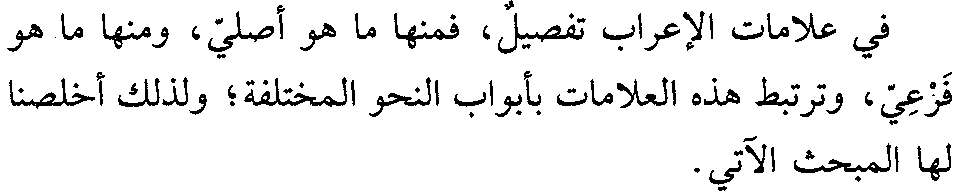 في علامات الإعراب تفصيلٌ، فمنها ما هو أصليّ، ومنها ما هو
فَرْعِيّ، وترتبط هذه العلامات بأبواب النحو المختلفة؛ ولذلك أخلصنا
لها المبحث الآتي.